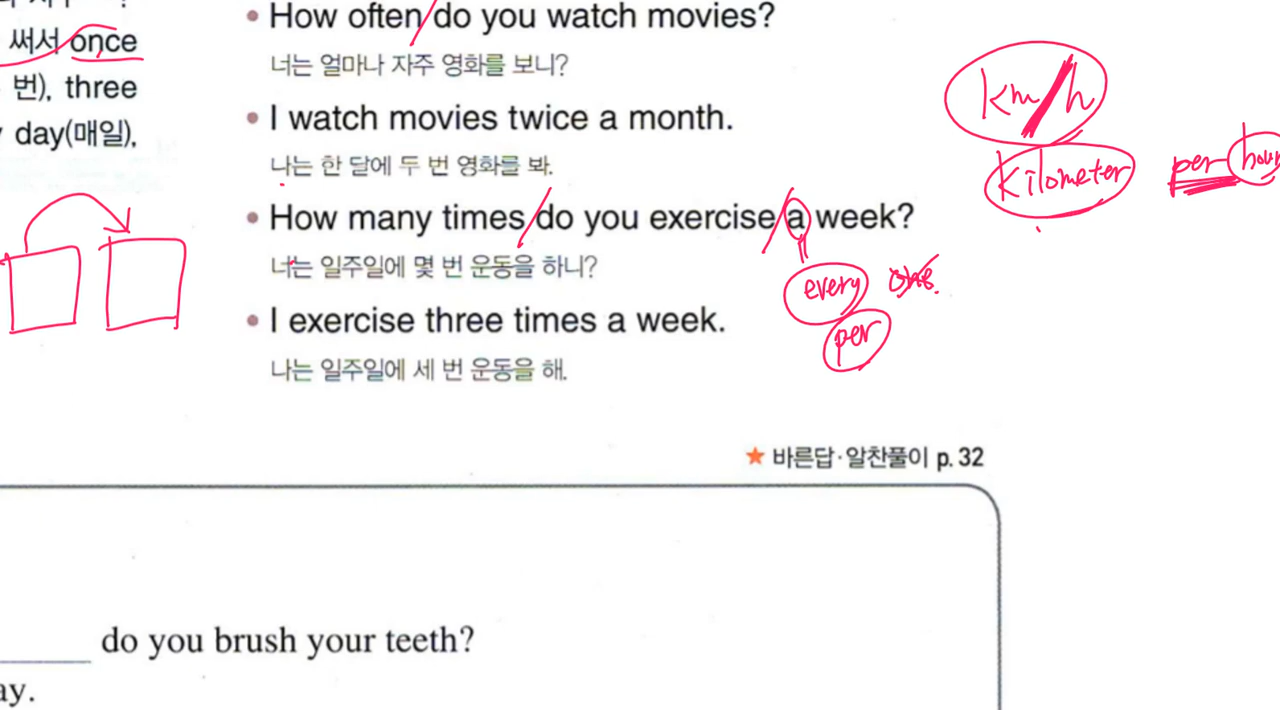 써서 once
번), three
day(매일),
How often do you watch movies?
너는 얼마나 자주 영화를 보니?
I watch movies twice a month.
나는 한 달에 두 번 영화를 봐.
How many times do you exercise a week?
너는 일주일에 몇 번 운동을 하니?
I exercise three times a week.
나는 일주일에 세 번 운동을 해.
km/h
kilometer per hour
every one
per
★ 바른답·알찬풀이 p. 32
do you brush your teeth?
ay.